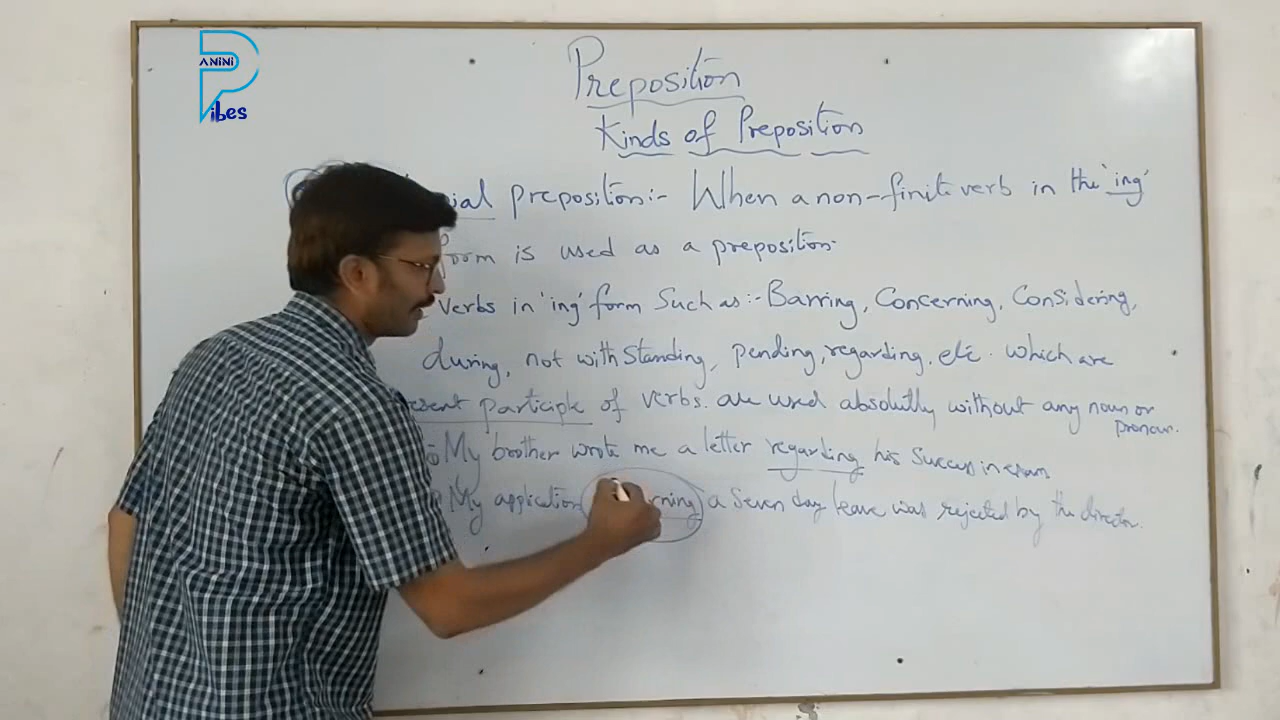 PANiNi
Vibes
Preposition
Kinds of Preposition
preposition:- When a non-finite verb in the 'ing'
form is used as a preposition.
verbs in 'ing' form Such as:- Barring, Concerning, Considering,
during, not with standing, pending, regarding. etc. which are
participle of verbs. are used absolutly without any noun or
pronoun.
My brother wrote me a letter regarding his Success in exam
My application a Seven day leave was rejected by the director.